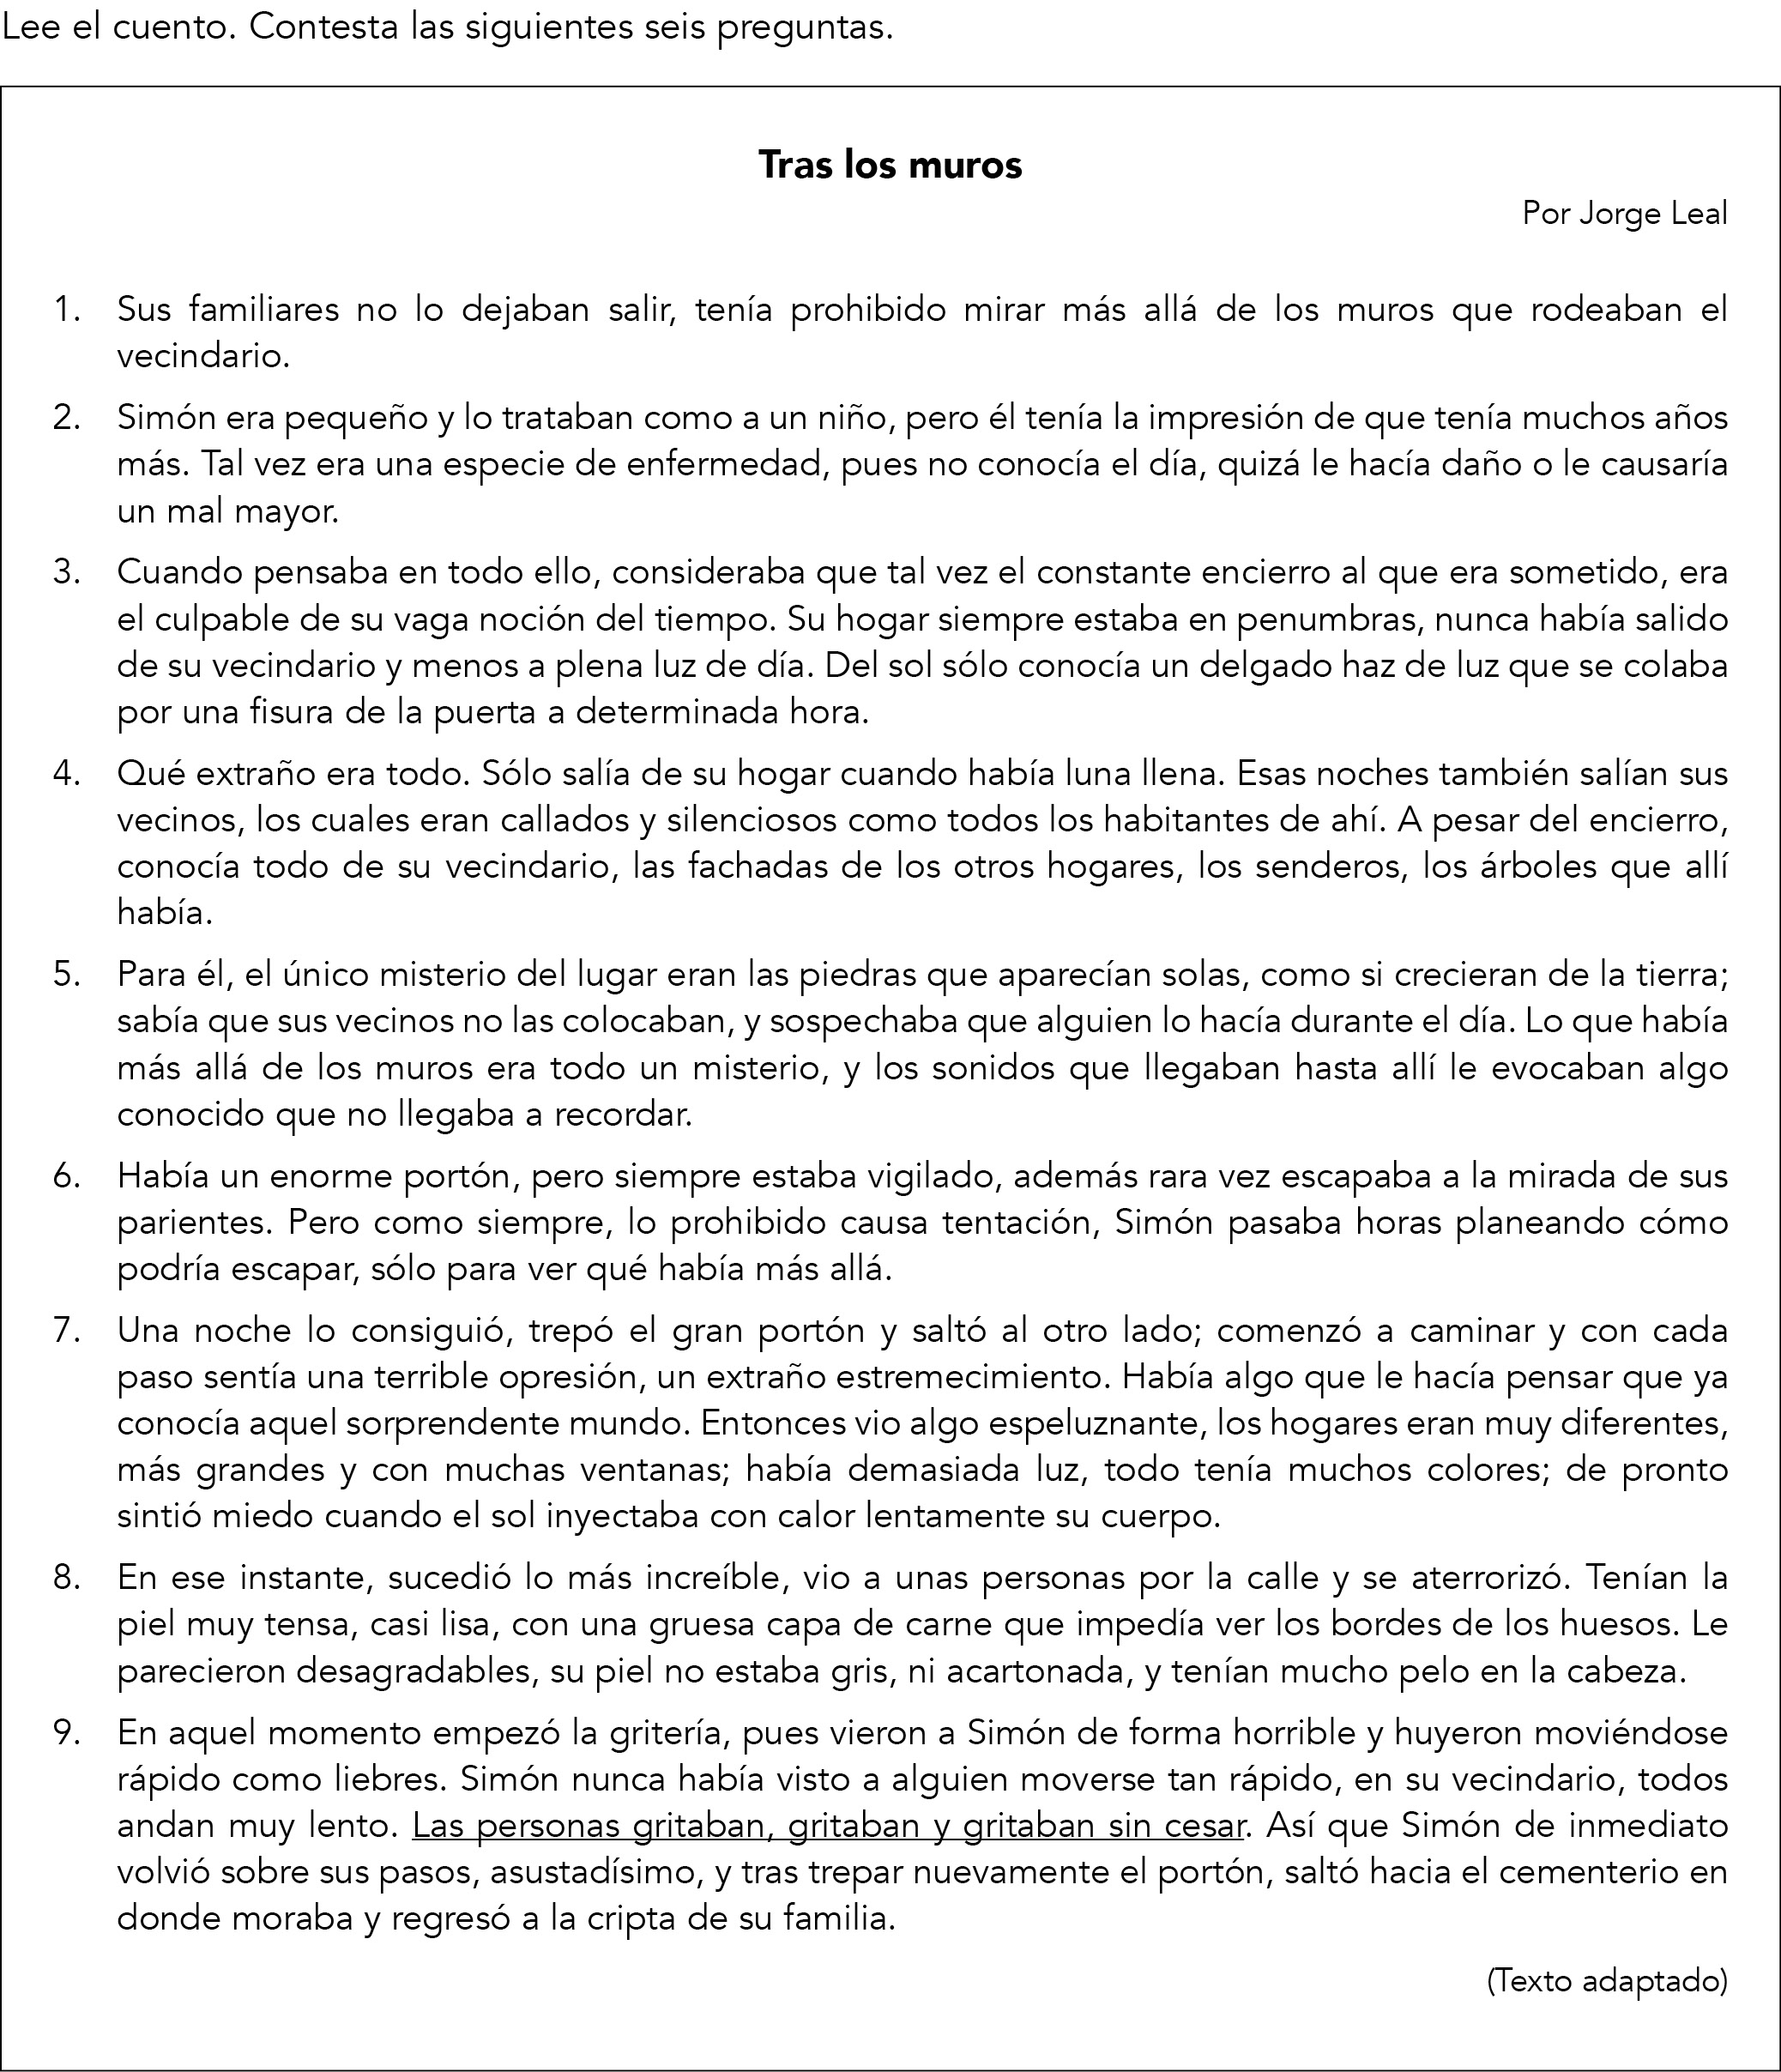 Lee el cuento. Contesta las siguientes seis preguntas.
Tras los muros
Por Jorge Leal
1. Sus familiares no lo dejaban salir, tenía prohibido mirar más allá de los muros que rodeaban el
vecindario.
2. Simón era pequeño y lo trataban como a un niño, pero él tenía la impresión de que tenía muchos años
más. Tal vez era una especie de enfermedad, pues no conocía el día, quizá le hacía daño o le causaría
un mal mayor.
3. Cuando pensaba en todo ello, consideraba que tal vez el constante encierro al que era sometido, era
el culpable de su vaga noción del tiempo. Su hogar siempre estaba en penumbras, nunca había salido
de su vecindario y menos a plena luz de día. Del sol sólo conocía un delgado haz de luz que se colaba
por una fisura de la puerta a determinada hora.
4. Qué extraño era todo. Sólo salía de su hogar cuando había luna llena. Esas noches también salían sus
vecinos, los cuales eran callados y silenciosos como todos los habitantes de ahí. A pesar del encierro,
conocía todo de su vecindario, las fachadas de los otros hogares, los senderos, los árboles que allí
había.
5. Para él, el único misterio del lugar eran las piedras que aparecían solas, como si crecieran de la tierra;
sabía que sus vecinos no las colocaban, y sospechaba que alguien lo hacía durante el día. Lo que había
más allá de los muros era todo un misterio, y los sonidos que llegaban hasta allí le evocaban algo
conocido que no llegaba a recordar.
6. Había un enorme portón, pero siempre estaba vigilado, además rara vez escapaba a la mirada de sus
parientes. Pero como siempre, lo prohibido causa tentación, Simón pasaba horas planeando cómo
podría escapar, sólo para ver qué había más allá.
7. Una noche lo consiguió, trepó el gran portón y saltó al otro lado; comenzó a caminar y con cada
paso sentía una terrible opresión, un extraño estremecimiento. Había algo que le hacía pensar que ya
conocía aquel sorprendente mundo. Entonces vio algo espeluznante, los hogares eran muy diferentes,
más grandes y con muchas ventanas; había demasiada luz, todo tenía muchos colores; de pronto
sintió miedo cuando el sol inyectaba con calor lentamente su cuerpo.
8. En ese instante, sucedió lo más increíble, vio a unas personas por la calle y se aterrorizó. Tenían la
piel muy tensa, casi lisa, con una gruesa capa de carne que impedía ver los bordes de los huesos. Le
parecieron desagradables, su piel no estaba gris, ni acartonada, y tenían mucho pelo en la cabeza.
9. En aquel momento empezó la gritería, pues vieron a Simón de forma horrible y huyeron moviéndose
rápido como liebres. Simón nunca había visto a alguien moverse tan rápido, en su vecindario, todos
andan muy lento. Las personas gritaban, gritaban y gritaban sin cesar. Así que Simón de inmediato
volvió sobre sus pasos, asustadísimo, y tras trepar nuevamente el portón, saltó hacia el cementerio en
donde moraba y regresó a la cripta de su familia.
(Texto adaptado)